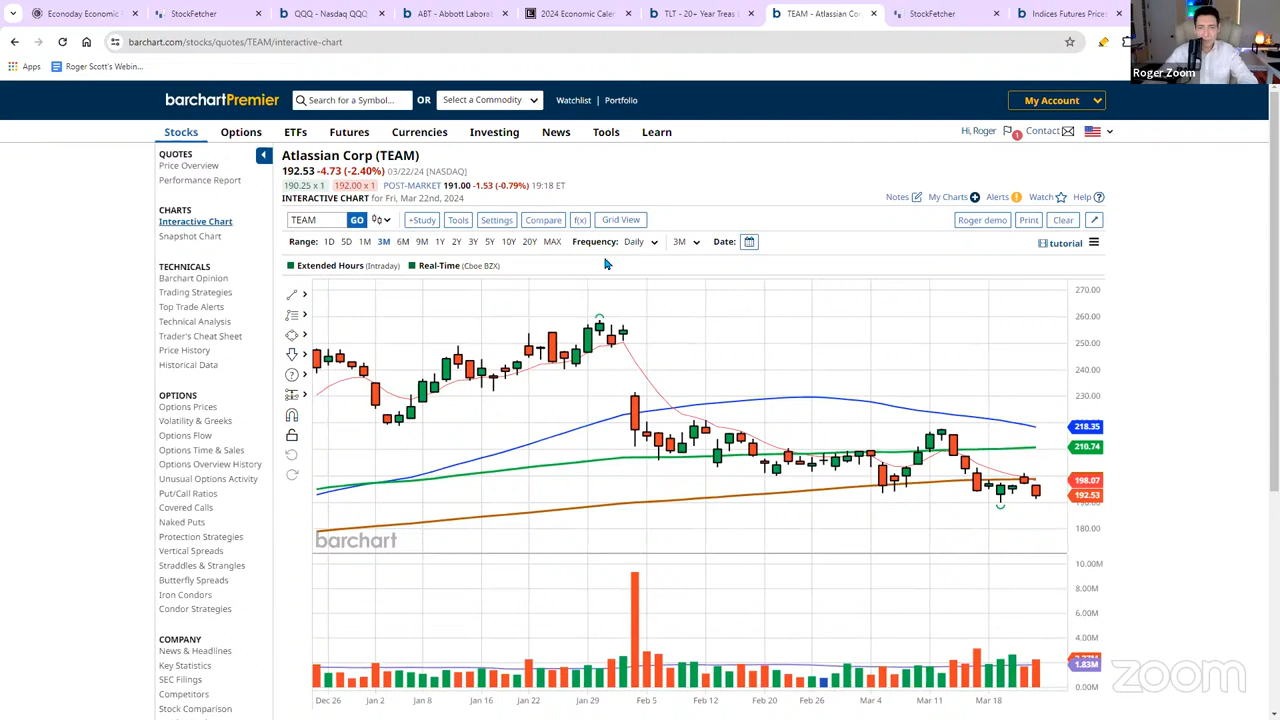 Econoday Economic
StockFetcher
QQQ - Nasdaq QQQ
ABT - Abbott Labora
2024 Economic Caler
TLT - 20+ Year Treas
TEAM - Atlassian Cor
StockFetcher
Indices Futures Prices
barchart.com/stocks/quotes/TEAM/interactive-chart
Apps
Roger Scott's Webin...
Roger Zoom
barchart Premier
Search for a Symbol...
OR
Select a Commodity
Watchlist | Portfolio
My Account
Stocks Options ETFs Futures Currencies Investing News Tools Learn
Hi, Roger
1
Contact
QUOTES
Price Overview
Performance Report
CHARTS
Interactive Chart
Snapshot Chart
TECHNICALS
Barchart Opinion
Trading Strategies
Top Trade Alerts
Technical Analysis
Trader's Cheat Sheet
Price History
Historical Data
OPTIONS
Options Prices
Volatility & Greeks
Options Flow
Options Time & Sales
Options Overview History
Unusual Options Activity
Put/Call Ratios
Covered Calls
Naked Puts
Protection Strategies
Vertical Spreads
Straddles & Strangles
Butterfly Spreads
Iron Condors
Condor Strategies
COMPANY
News & Headlines
Key Statistics
SEC Filings
Competitors
Stock Comparison
Atlassian Corp (TEAM)
192.53 -4.73 (-2.40%) 03/22/24 [NASDAQ]
190.25 x 1 192.00 x 1 POST-MARKET 191.00 -1.53 (-0.79%) 19:18 ET
INTERACTIVE CHART for Fri, Mar 22nd, 2024
Notes My Charts Alerts Watch Help
TEAM GO +Study Tools Settings Compare f(x) Grid View
Roger demo Print Clear
Range: 1D 5D 1M 3M 6M 9M 1Y 2Y 3Y 5Y 10Y 20Y MAX Frequency: Daily 3M Date:
tutorial
Extended Hours (Intraday) Real-Time (Cboe BZX)
270.00
260.00
250.00
240.00
230.00
218.35
210.74
198.07
192.53
180.00
barchart
10.00M
8.00M
6.00M
4.00M
1.83M
0.00M
Dec 26 Jan 2 Jan 8 Jan 16 Jan 22 Jan 29 Feb 5 Feb 12 Feb 20 Feb 26 Mar 4 Mar 11 Mar 18
zoom